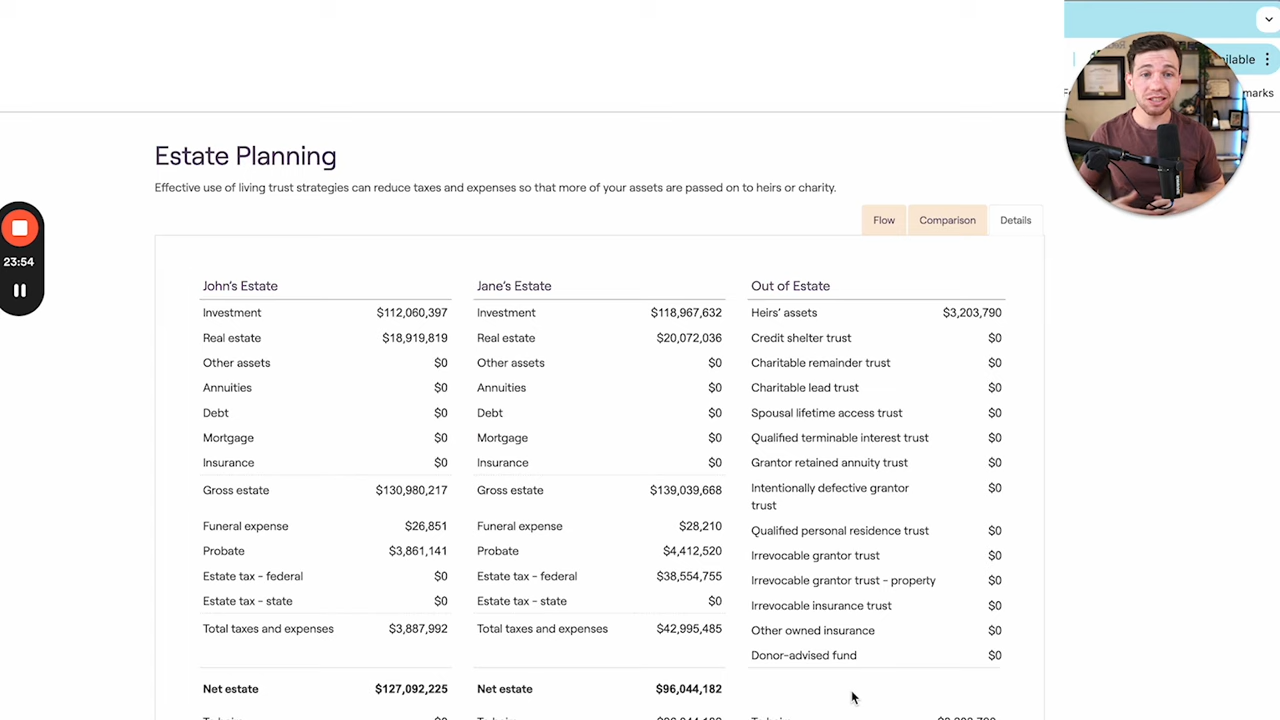 ilable
marks
Estate Planning
Effective use of living trust strategies can reduce taxes and expenses so that more of your assets are passed on to heirs or charity.
Flow Comparison Details
23:54
John's Estate
Investment $112,060,397
Real estate $18,919,819
Other assets $0
Annuities $0
Debt $0
Mortgage $0
Insurance $0
Gross estate $130,980,217
Funeral expense $26,851
Probate $3,861,141
Estate tax - federal $0
Estate tax - state $0
Total taxes and expenses $3,887,992
Net estate $127,092,225
Jane's Estate
Investment $118,967,632
Real estate $20,072,036
Other assets $0
Annuities $0
Debt $0
Mortgage $0
Insurance $0
Gross estate $139,039,668
Funeral expense $28,210
Probate $4,412,520
Estate tax - federal $38,554,755
Estate tax - state $0
Total taxes and expenses $42,995,485
Net estate $96,044,182
Out of Estate
Heirs' assets $3,203,790
Credit shelter trust $0
Charitable remainder trust $0
Charitable lead trust $0
Spousal lifetime access trust $0
Qualified terminable interest trust $0
Grantor retained annuity trust $0
Intentionally defective grantor $0
trust
Qualified personal residence trust $0
Irrevocable grantor trust $0
Irrevocable grantor trust - property $0
Irrevocable insurance trust $0
Other owned insurance $0
Donor-advised fund $0